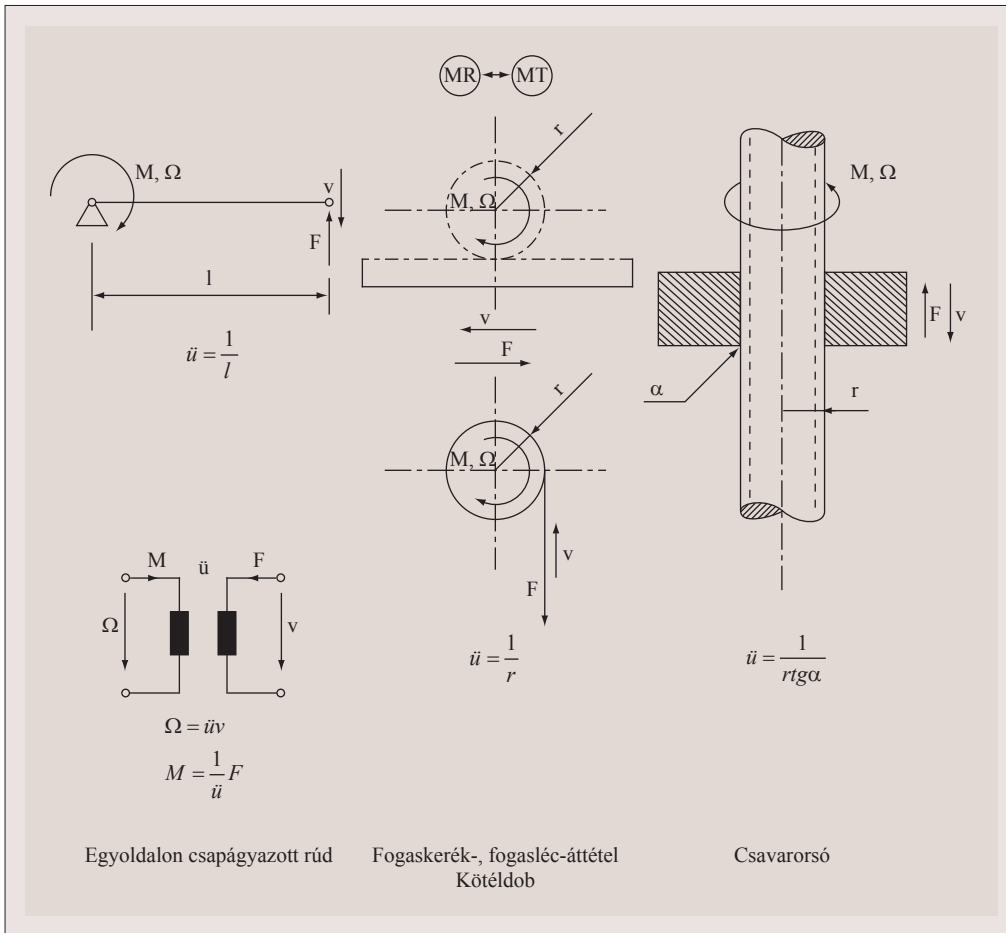 MR MT
M, Ω
v
F
l
ü = 1/l
r
M, Ω
v
F
r
M, Ω
v
F
ü = 1/r
M, Ω
F v
α
r
ü = 1/rtgα
M ü F
Ω v
Ω = üv
M = 1/ü F
Egyoldalon csapágyazott rúd
Fogaskerék-, fogasléc-áttétel
Kötéldob
Csavarorsó